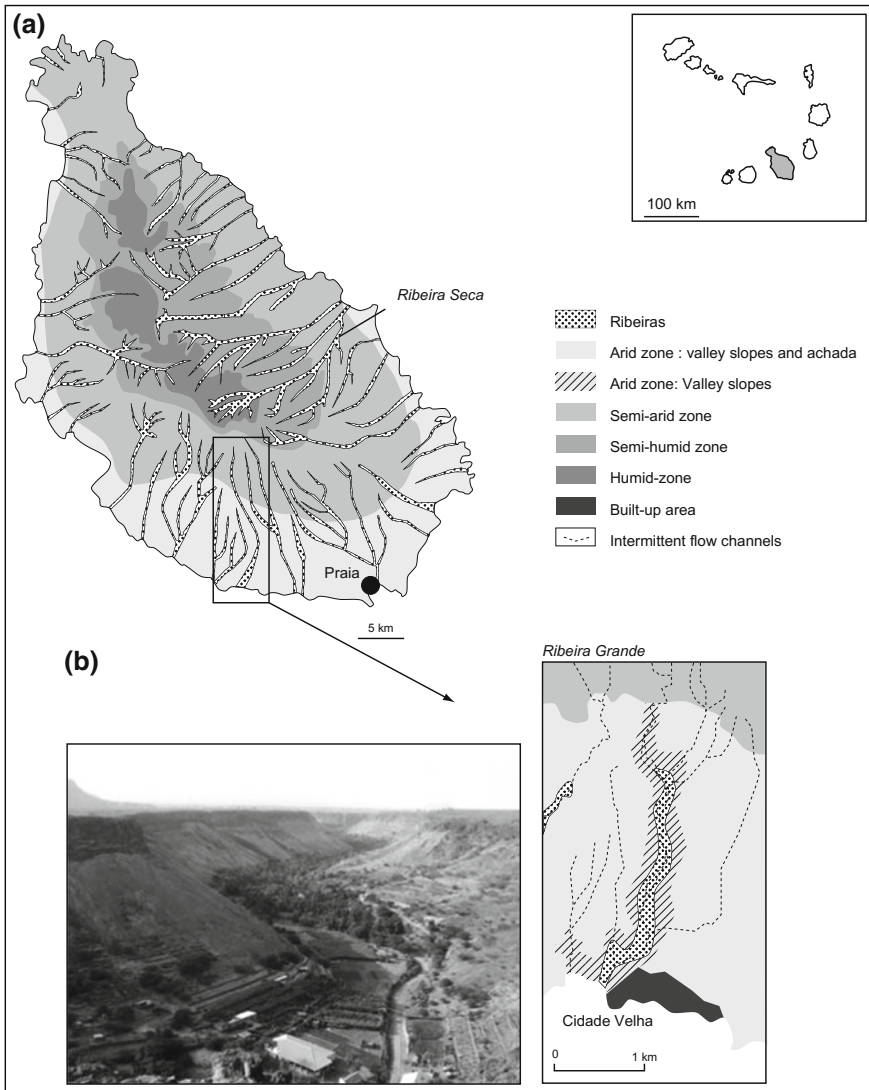 (a)
100 km
Ribeira Seca
Ribeiras
Arid zone : valley slopes and achada
Arid zone: Valley slopes
Semi-arid zone
Semi-humid zone
Humid-zone
Built-up area
Intermittent flow channels
Praia
5 km
(b)
Ribeira Grande
Cidade Velha
0
1 km